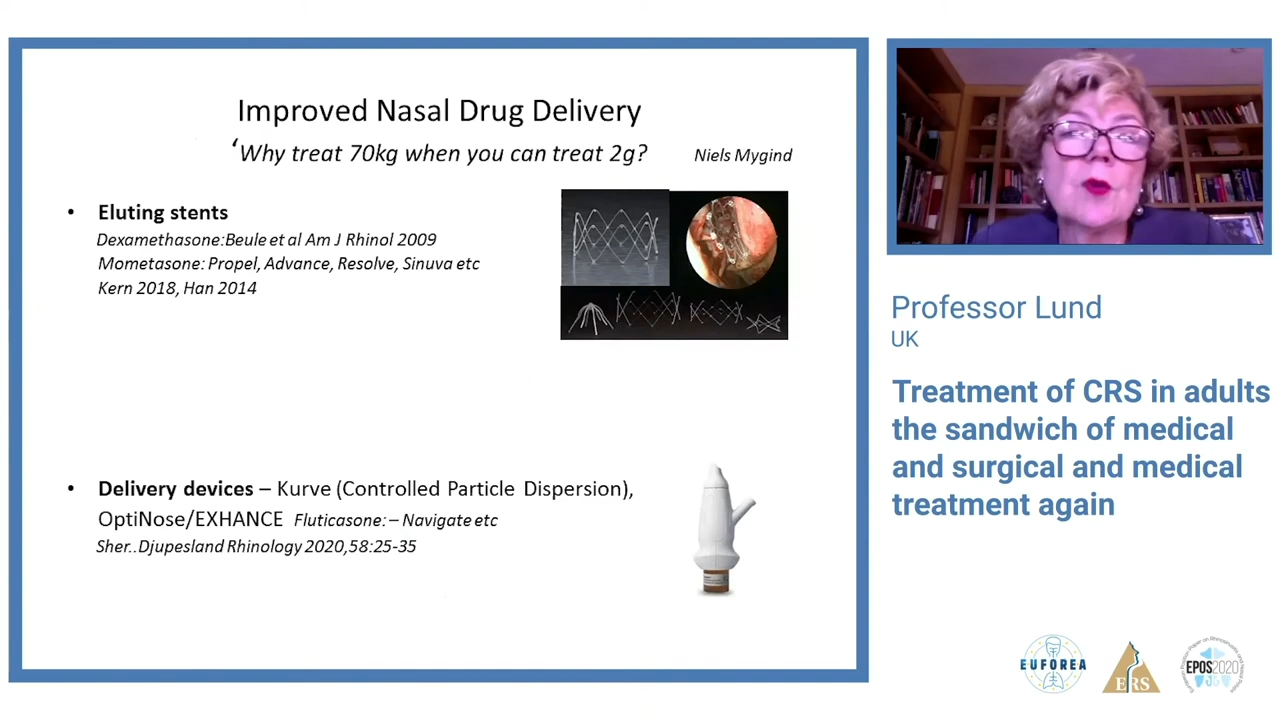 Improved Nasal Drug Delivery
‘Why treat 70kg when you can treat 2g?
Niels Mygind
• Eluting stents
Dexamethasone:Beule et al Am J Rhinol 2009
Mometasone: Propel, Advance, Resolve, Sinuva etc
Kern 2018, Han 2014
• Delivery devices – Kurve (Controlled Particle Dispersion),
OptiNose/EXHANCE Fluticasone: – Navigate etc
Sher..Djupesland Rhinology 2020,58:25-35
Professor Lund
UK
Treatment of CRS in adults
the sandwich of medical
and surgical and medical
treatment again
EUFOREA
ERS
EPOS2020